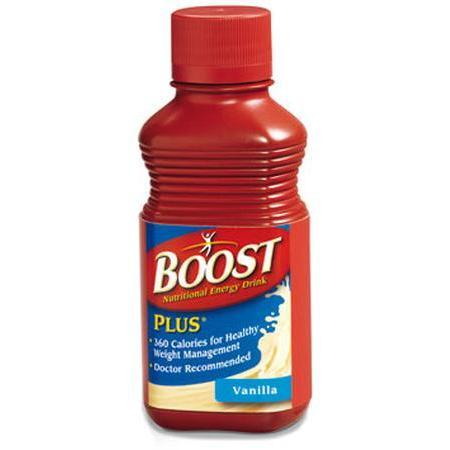 BOOST
Nutritional Energy Drink
PLUS®
• 360 Calories for Healthy
Weight Management
• Doctor Recommended
Vanilla